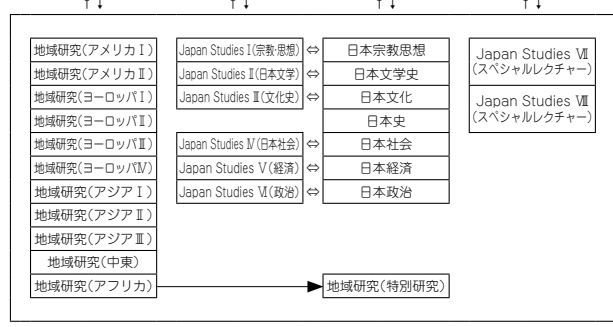 ↑↓ ↑↓ ↑↓ ↑↓
地域研究(アメリカⅠ)
地域研究(アメリカⅡ)
地域研究(ヨーロッパⅠ)
地域研究(ヨーロッパⅡ)
地域研究(ヨーロッパⅢ)
地域研究(ヨーロッパⅣ)
地域研究(アジアⅠ)
地域研究(アジアⅡ)
地域研究(アジアⅢ)
地域研究(中東)
地域研究(アフリカ)
Japan Studies Ⅰ(宗教・思想) ⇔ 日本宗教思想
Japan Studies Ⅱ(日本文学) ⇔ 日本文学史
Japan Studies Ⅲ(文化史) ⇔ 日本文化
日本史
Japan Studies Ⅳ(日本社会) ⇔ 日本社会
Japan Studies Ⅴ(経済) ⇔ 日本経済
Japan Studies Ⅵ(政治) ⇔ 日本政治
地域研究(特別研究)
Japan Studies Ⅶ
(スペシャルレクチャー)
Japan Studies Ⅷ
(スペシャルレクチャー)